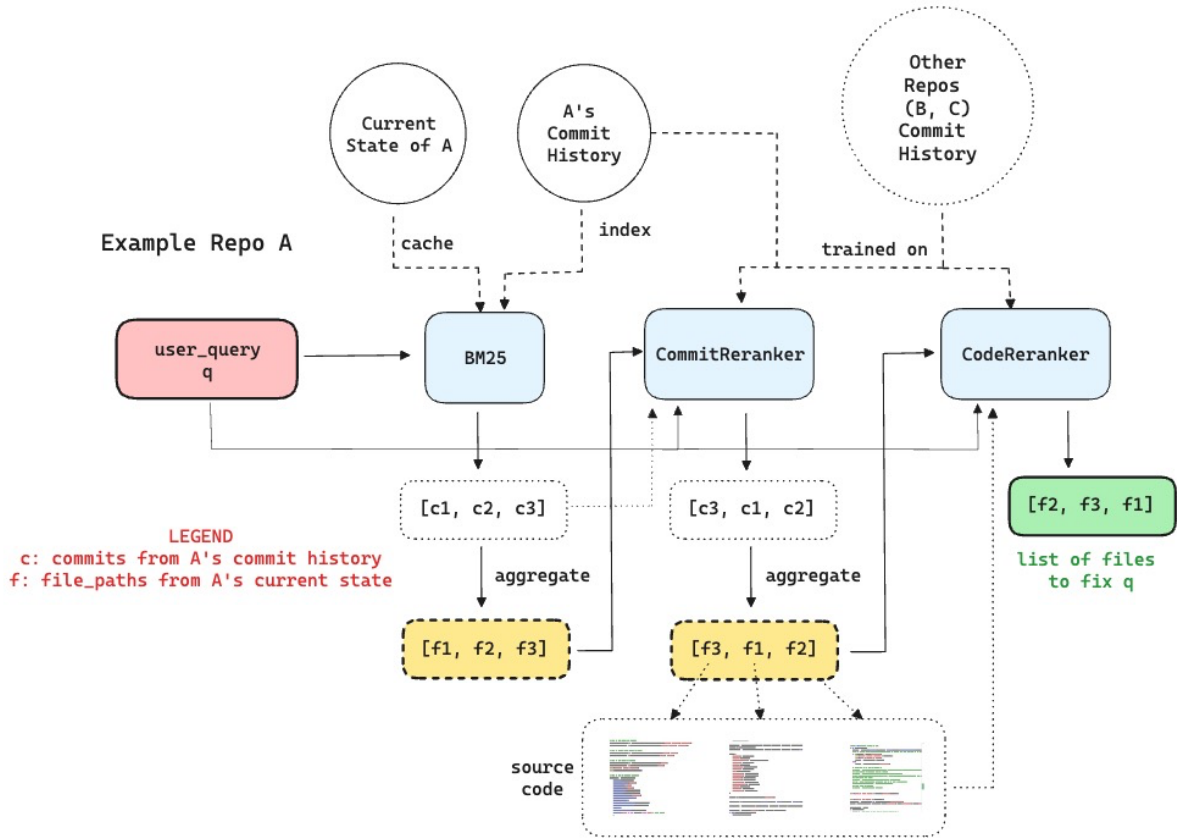 Current
State of A
A's
Commit
History
Other
Repos
(B, C)
Commit
History
cache
index
trained on
Example Repo A
user_query
q
BM25
CommitReranker
CodeReranker
[c1, c2, c3]
[c3, c1, c2]
[f2, f3, f1]
LEGEND
c: commits from A's commit history
f: file_paths from A's current state
aggregate
aggregate
list of files
to fix q
[f1, f2, f3]
[f3, f1, f2]
source
code